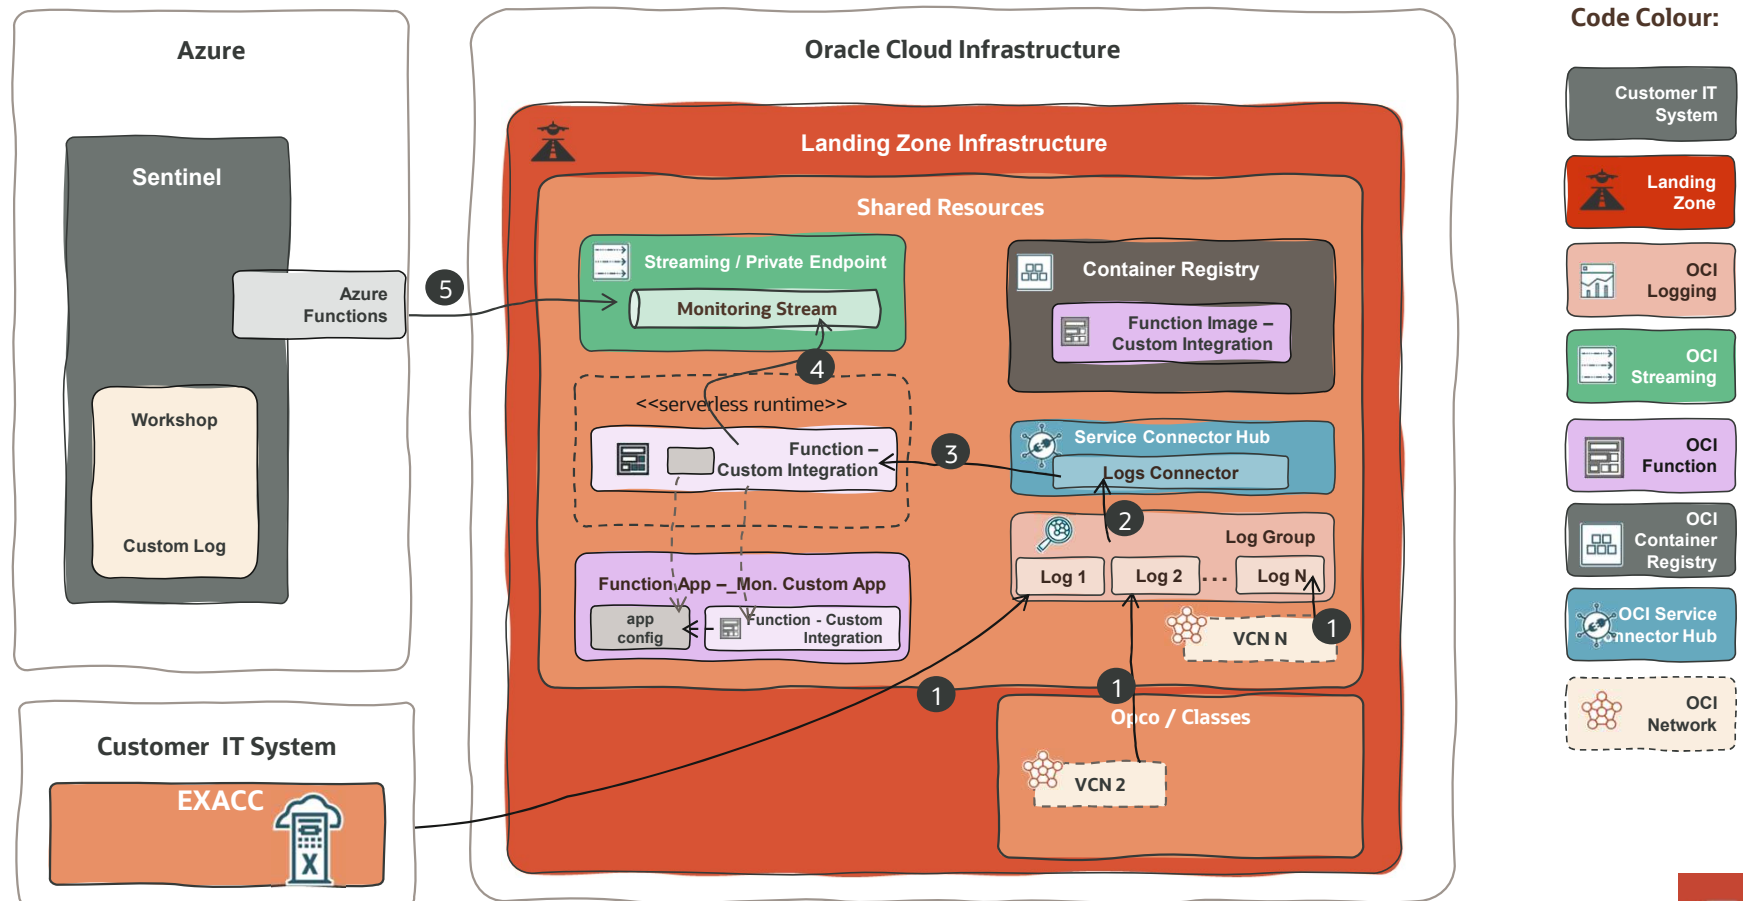 Azure
Sentinel
Azure
Functions
Workshop
Custom Log
Customer IT System
EXACC
X
5
Oracle Cloud Infrastructure
Landing Zone Infrastructure
Shared Resources
Streaming / Private Endpoint
Monitoring Stream
4
<<serverless runtime>>
Function –
Custom Integration
3
Function App –_Mon. Custom App
app
config
Function - Custom
Integration
Container Registry
Function Image –
Custom Integration
Service Connector Hub
Logs Connector
2
Log Group
Log 1
Log 2
...
Log N
VCN N
1
1
1
Opco / Classes
VCN 2
Code Colour:
Customer IT
System
Landing
Zone
OCI
Logging
OCI
Streaming
OCI
Function
OCI
Container
Registry
OCI Service
Connector Hub
OCI
Network